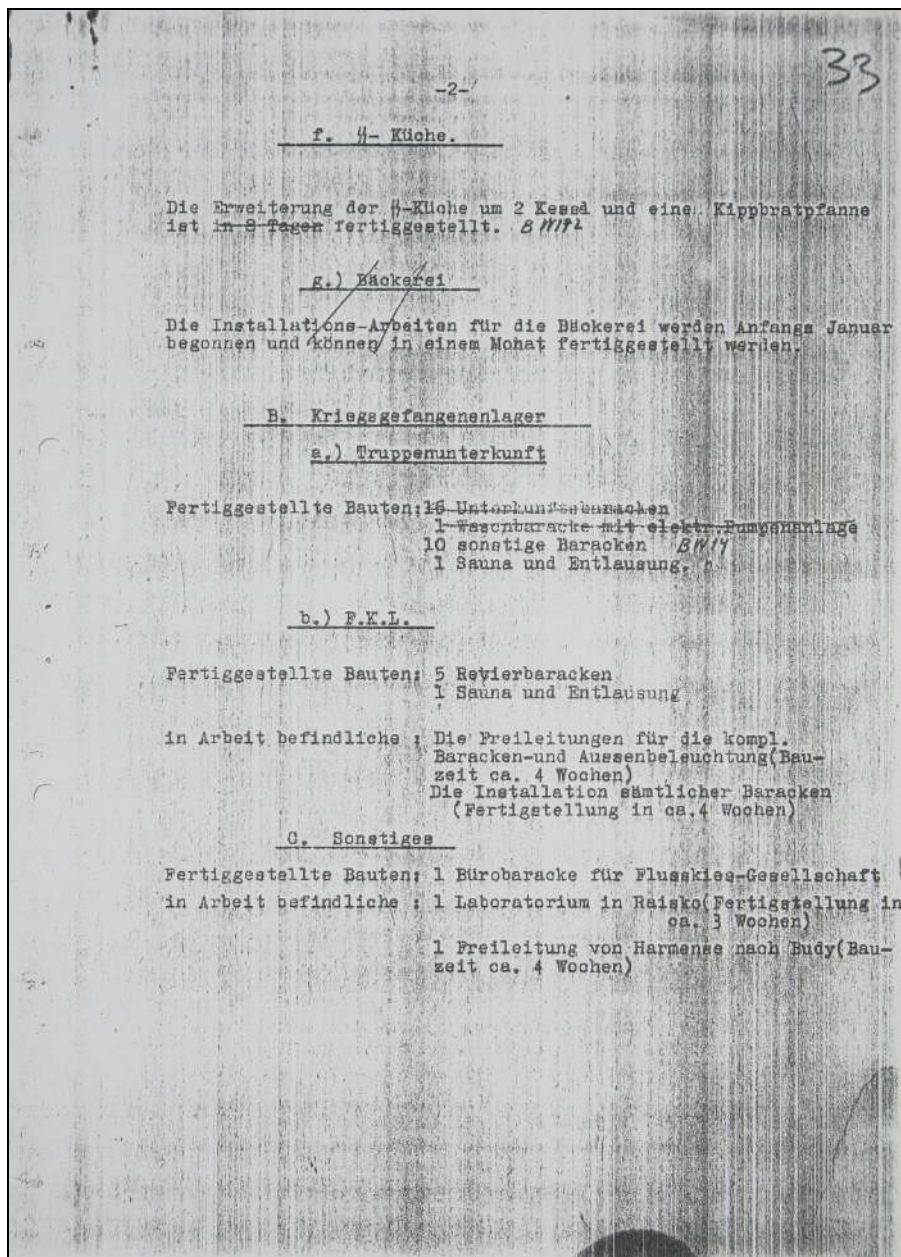 33
-2-
f. ᛋᛋ- Küche.
Die Erweiterung der ᛋᛋ-Küche um 2 Kessel und eine Kippbratpfanne
ist in 8 Tagen fertiggestellt. BW192
g.) Bäckerei
Die Installations-Arbeiten für die Bäckerei werden Anfangs Januar
begonnen und können in einem Mohat fertiggestellt werden.
B. Kriegsgefangenenlager
a.) Truppenunterkunft
Fertiggestellte Bauten: 16 Unterkunftsbaracken
1 Wasenbaracke mit elektr. Pumpenanlage
10 sonstige Baracken BW14
1 Sauna und Entlausung.
b.) F.K.L.
Fertiggestellte Bauten: 5 Revierbaracken
1 Sauna und Entlausung
in Arbeit befindliche : Die Freileitungen für die kompl.
Baracken-und Aussenbeleuchtung(Bau-
zeit ca. 4 Wochen)
Die Installation sämtlicher Baracken
(Fertigstellung in ca.4 Wochen)
C. Sonstiges
Fertiggestellte Bauten: 1 Bürobaracke für Flusskies-Gesellschaft
in Arbeit befindliche : 1 Laboratorium in Raisko(Fertigstellung in
ca. 3 Wochen)
1 Freileitung von Harmense nach Budy(Bau-
zeit ca. 4 Wochen)